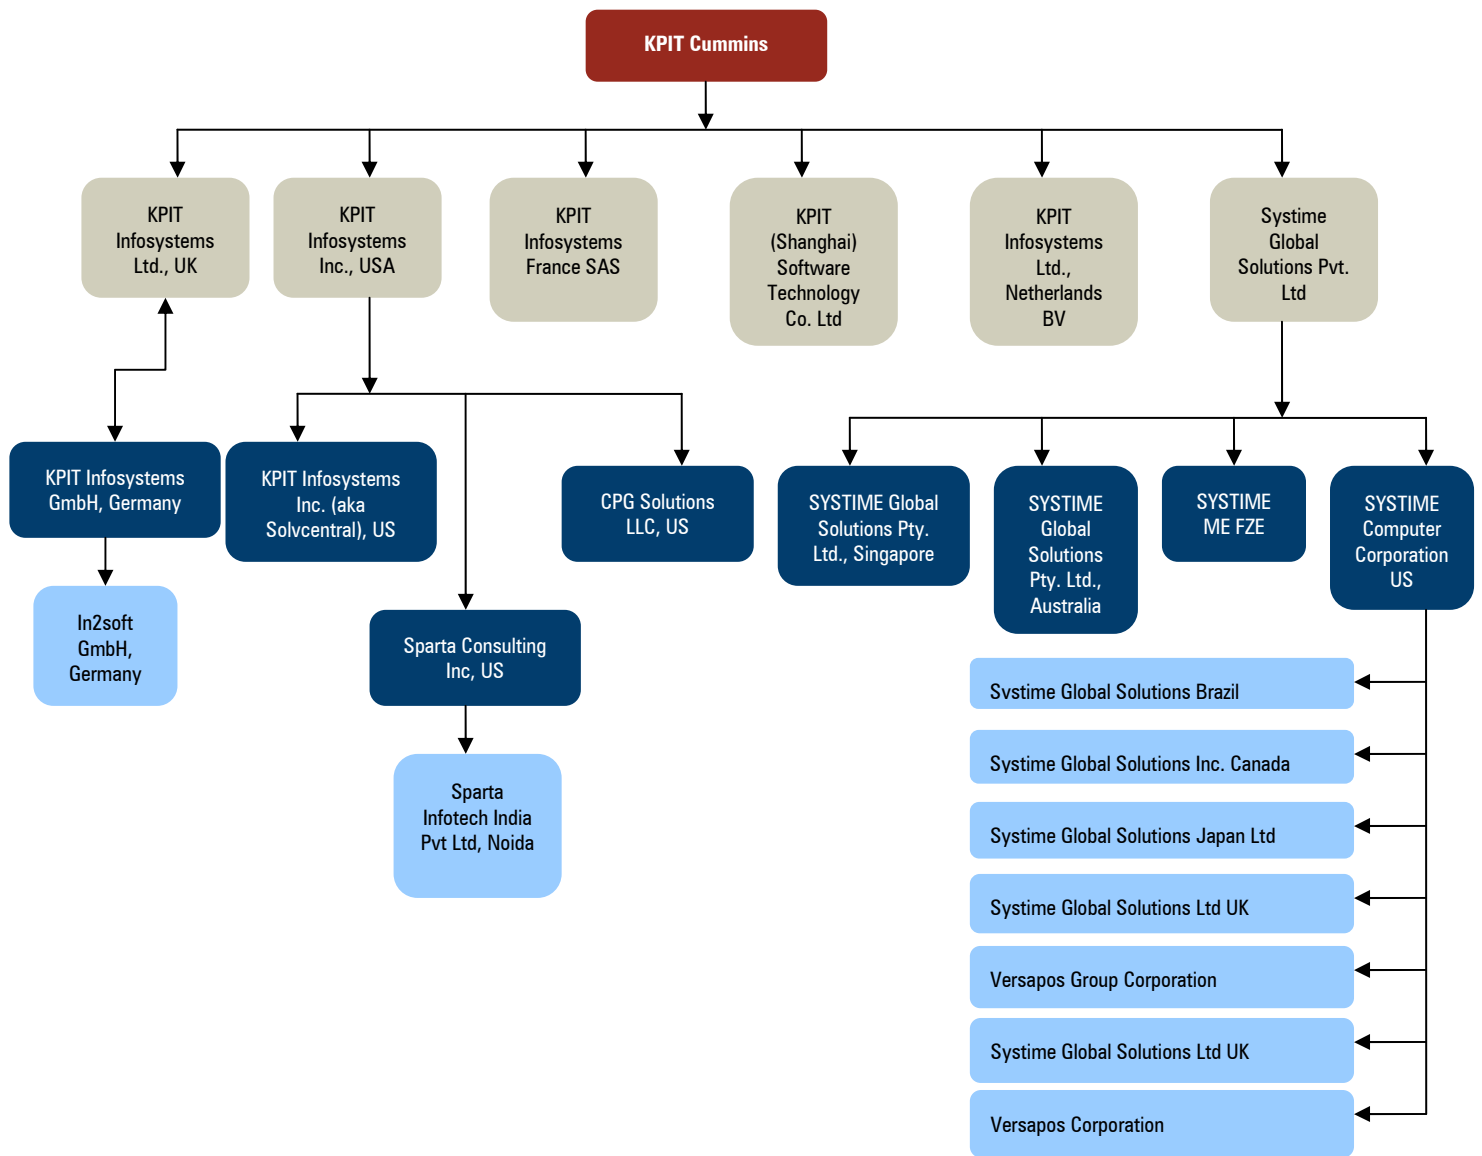 KPIT Cummins
KPIT
Infosystems
Ltd., UK
KPIT
Infosystems
Inc., USA
KPIT
Infosystems
France SAS
KPIT
(Shanghai)
Software
Technology
Co. Ltd
KPIT
Infosystems
Ltd.,
Netherlands
BV
Systime
Global
Solutions Pvt.
Ltd
KPIT Infosystems
GmbH, Germany
KPIT Infosystems
Inc. (aka
Solvcentral), US
CPG Solutions
LLC, US
SYSTIME Global
Solutions Pty.
Ltd., Singapore
SYSTIME
Global
Solutions
Pty. Ltd.,
Australia
SYSTIME
ME FZE
SYSTIME
Computer
Corporation
US
In2soft
GmbH,
Germany
Sparta Consulting
Inc, US
Sparta
Infotech India
Pvt Ltd, Noida
Systime Global Solutions Brazil
Systime Global Solutions Inc. Canada
Systime Global Solutions Japan Ltd
Systime Global Solutions Ltd UK
Versapos Group Corporation
Systime Global Solutions Ltd UK
Versapos Corporation